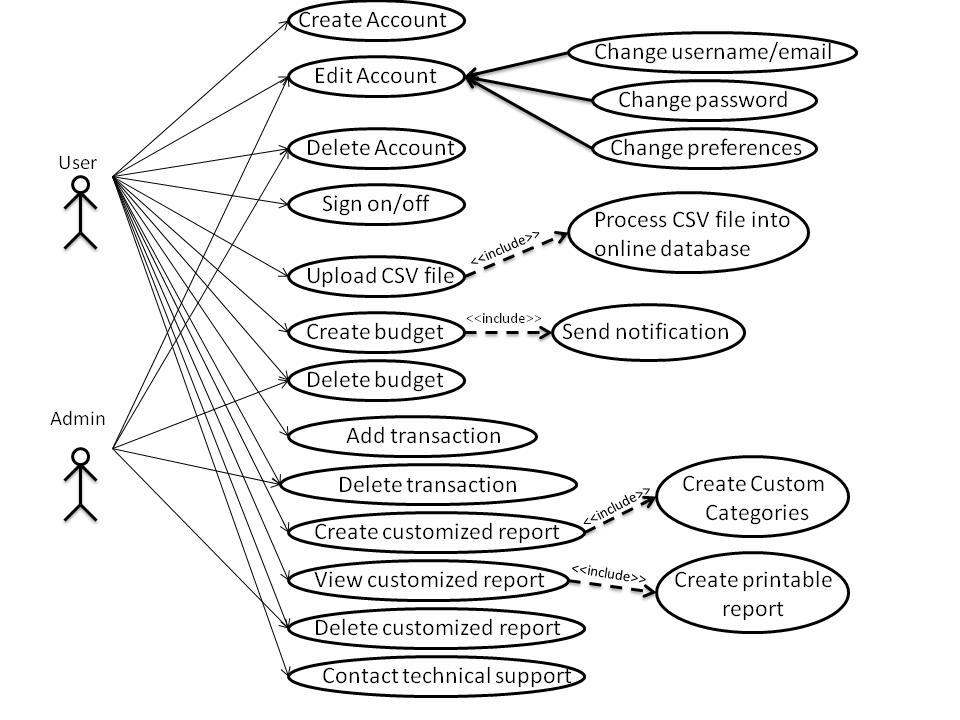 Create Account
Edit Account
Change username/email
Change password
Delete Account
Change preferences
User
Sign on/off
Process CSV file into
online database
<<include>>
Upload CSV file
<<include>>
Create budget
Send notification
Delete budget
Admin
Add transaction
Delete transaction
Create Custom
Categories
<<include>>
Create customized report
<<include>>
View customized report
Create printable
report
Delete customized report
Contact technical support